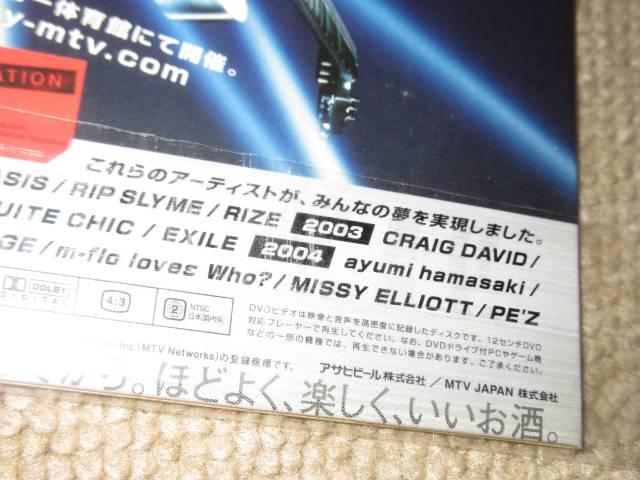 一体育館にて開催。
y-mtv.com
ATION
これらのアーティストが、みんなの夢を実現しました。
ASIS / RIP SLYME / RIZE 2003 CRAIG DAVID /
UITE CHIC / EXILE 2004 ayumi hamasaki /
GE / m-flo loves Who? / MISSY ELLIOTT / PE'Z
DOLBY
DIGITAL
4:3
2
NTSC
日本国内向
DVDビデオは映像と音声を高密度に記録したディスクです。12センチDVD
対応プレーヤーで再生してください。なお、DVDドライブ付PCやゲーム機
などの一部の機種では、再生できない場合があります。ご了承ください。
Inc.(MTV Networks)の登録商標です。
アサヒビール株式会社 / MTV JAPAN 株式会社
から。ほどよく、楽しく、いいお酒。